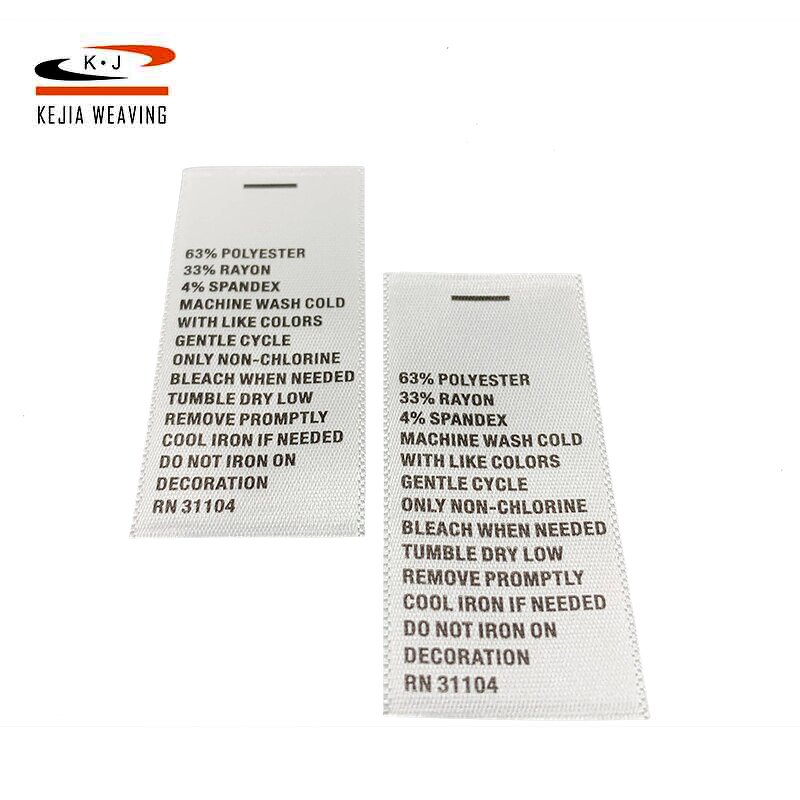 K·J
KEJIA WEAVING
63% POLYESTER
33% RAYON
4% SPANDEX
MACHINE WASH COLD
WITH LIKE COLORS
GENTLE CYCLE
ONLY NON-CHLORINE
BLEACH WHEN NEEDED
TUMBLE DRY LOW
REMOVE PROMPTLY
COOL IRON IF NEEDED
DO NOT IRON ON
DECORATION
RN 31104
63% POLYESTER
33% RAYON
4% SPANDEX
MACHINE WASH COLD
WITH LIKE COLORS
GENTLE CYCLE
ONLY NON-CHLORINE
BLEACH WHEN NEEDED
TUMBLE DRY LOW
REMOVE PROMPTLY
COOL IRON IF NEEDED
DO NOT IRON ON
DECORATION
RN 31104